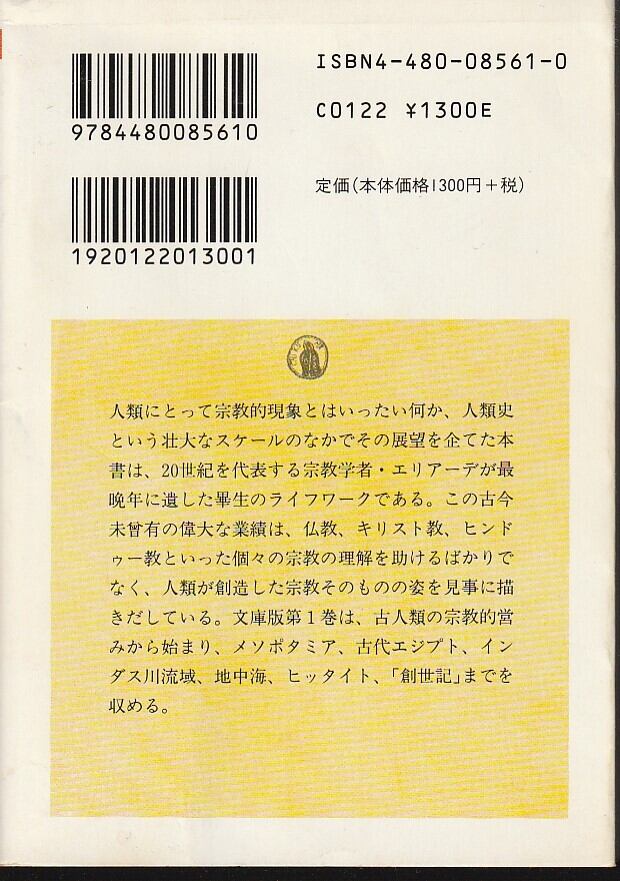 ISBN4-480-08561-0
9784480085610
C0122 ¥1300E
定価(本体価格1300円+税)
1920122013001
人類にとって宗教的現象とはいったい何か、人類史
という壮大なスケールのなかでその展望を企てた本
書は、20世紀を代表する宗教学者・エリアーデが最
晩年に遺した畢生のライフワークである。この古今
未曾有の偉大な業績は、仏教、キリスト教、ヒンド
ゥー教といった個々の宗教の理解を助けるばかりで
なく、人類が創造した宗教そのものの姿を見事に描
きだしている。文庫版第1巻は、古人類の宗教的営
みから始まり、メソポタミア、古代エジプト、イン
ダス川流域、地中海、ヒッタイト、「創世記」までを
収める。